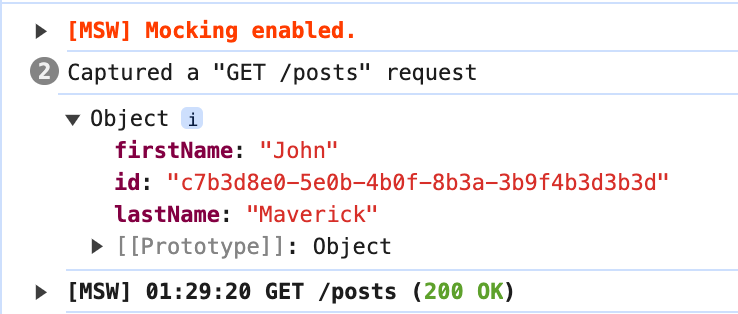 [MSW] Mocking enabled.
2 Captured a "GET /posts" request
Object i
firstName: "John"
id: "c7b3d8e0-5e0b-4b0f-8b3a-3b9f4b3d3b3d"
lastName: "Maverick"
[[Prototype]]: Object
[MSW] 01:29:20 GET /posts (200 OK)